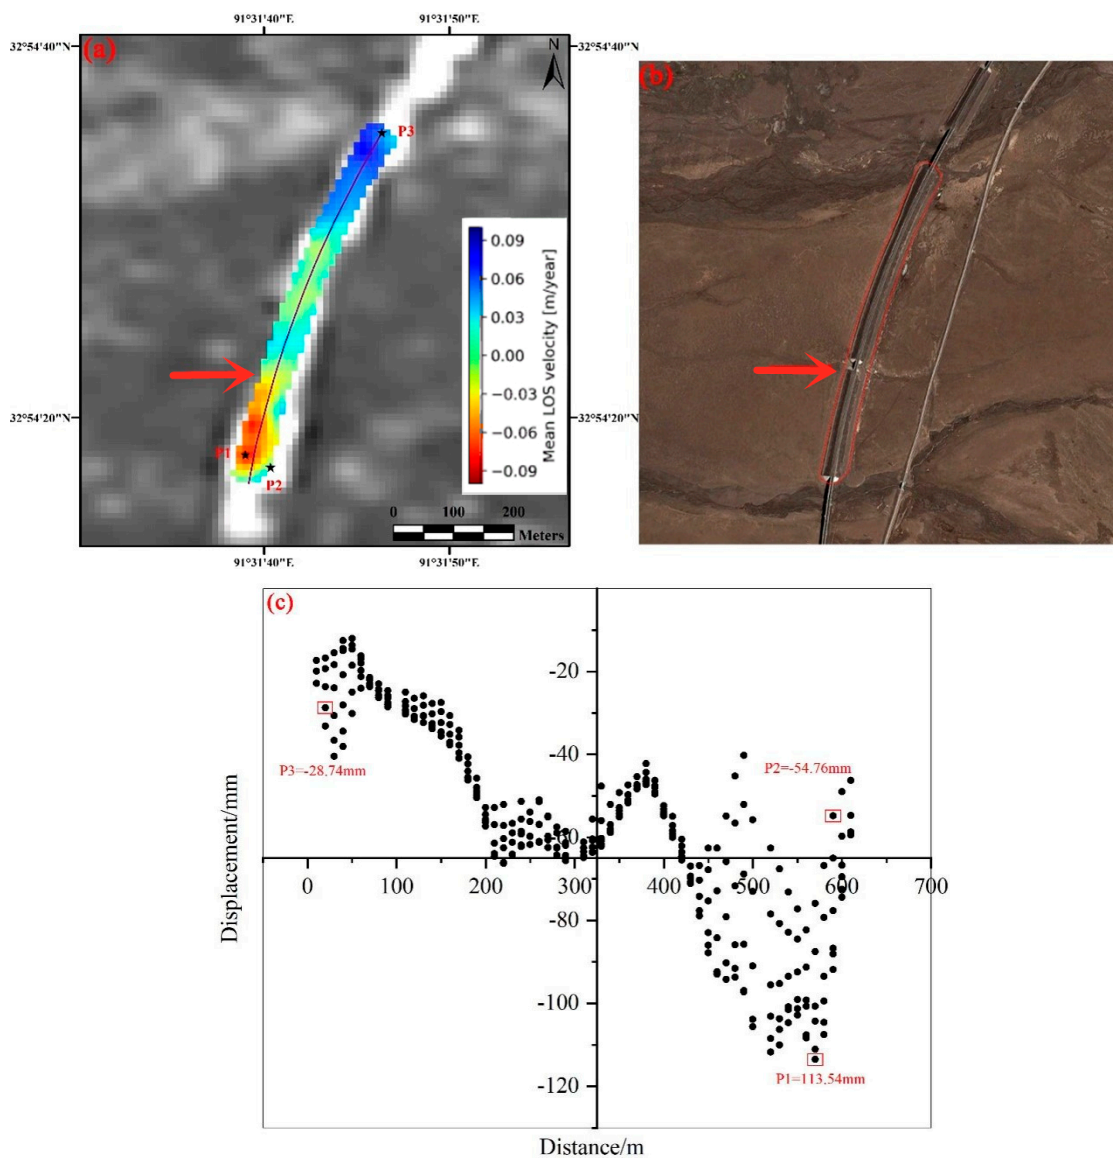 91°31'40"E
91°31'50"E
32°54'40"N
(a)
N
32°54'40"N
(b)
P3
0.09
0.06
0.03
0.00
−0.03
−0.06
−0.09
Mean LOS velocity [m/year]
32°54'20"N
32°54'20"N
P1
P2
0
100
200
Meters
91°31'40"E
91°31'50"E
(c)
-20
P3=-28.74mm
-40
P2=-54.76mm
-60
0
100
200
300
400
500
600
700
-80
-100
P1=113.54mm
-120
Displacement/mm
Distance/m